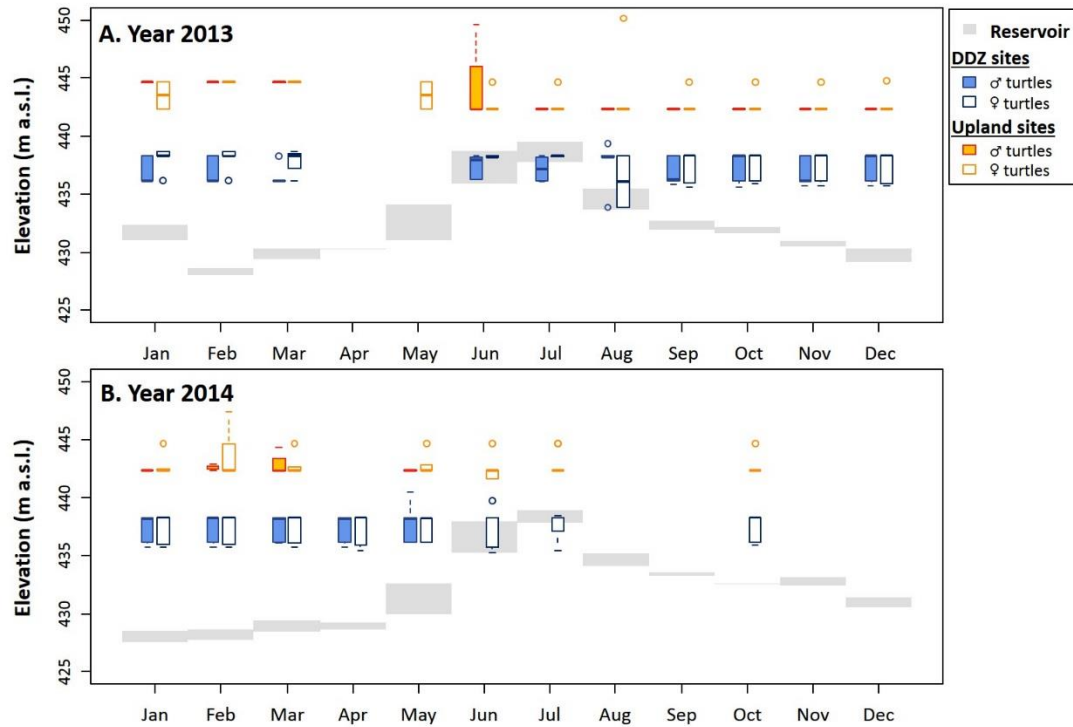 A. Year 2013
Elevation (m a.s.l.)
450
445
440
435
430
425
Jan Feb Mar Apr May Jun Jul Aug Sep Oct Nov Dec
Reservoir
DDZ sites
♂ turtles
♀ turtles
Upland sites
♂ turtles
♀ turtles
B. Year 2014
Elevation (m a.s.l.)
450
445
440
435
430
425
Jan Feb Mar Apr May Jun Jul Aug Sep Oct Nov Dec